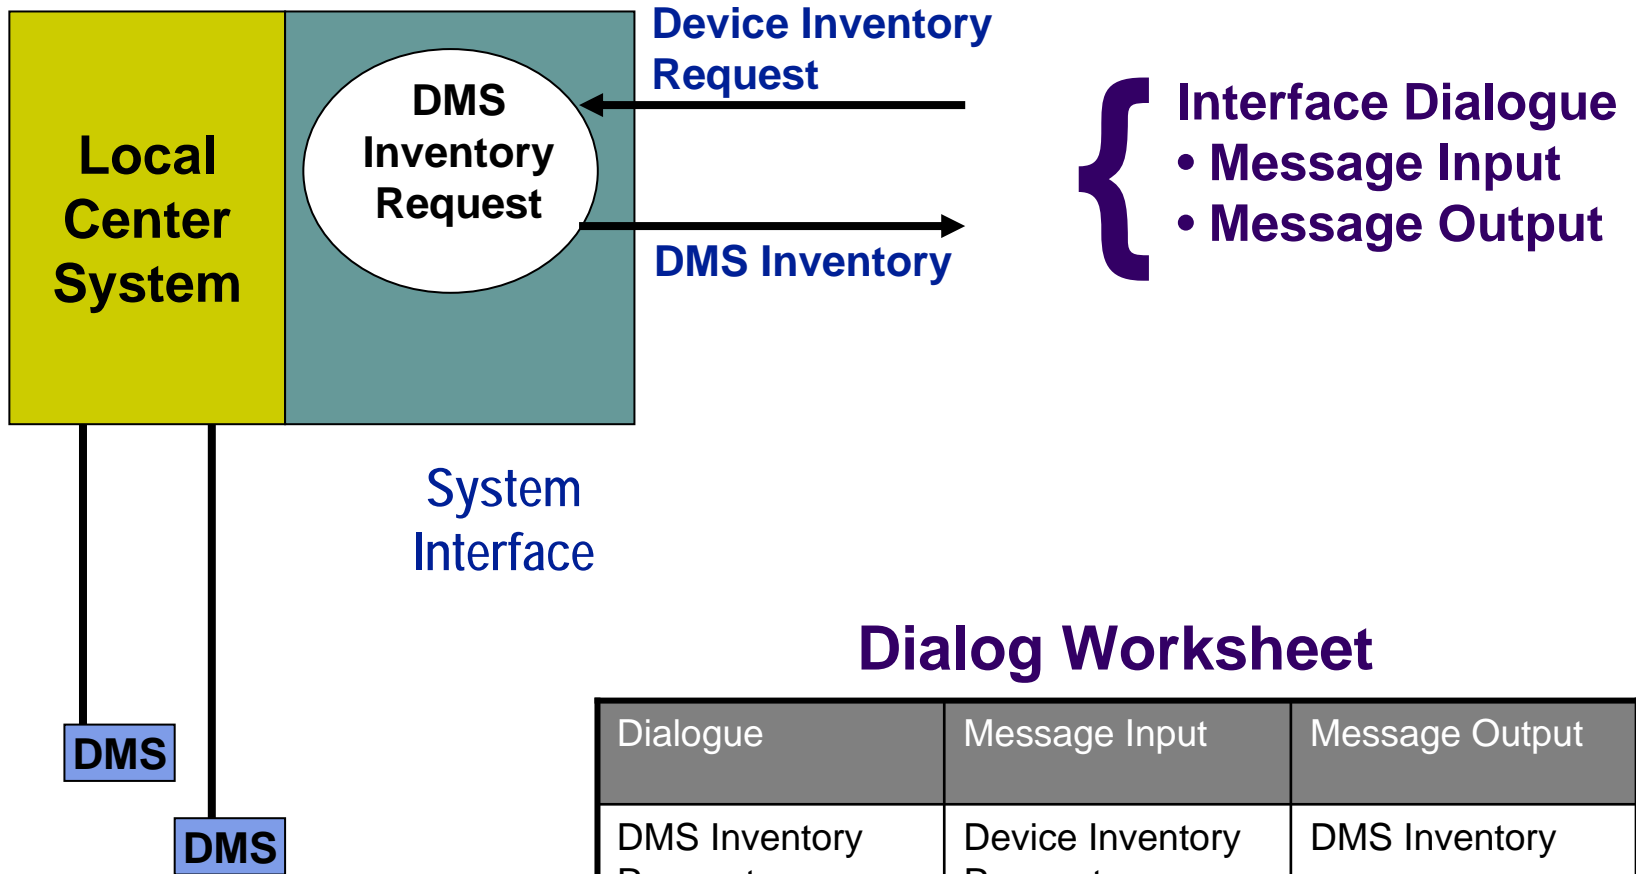 Device Inventory
Request
DMS
Inventory
Request
Local
Center
System
DMS Inventory
Interface Dialogue
• Message Input
• Message Output
System
Interface
Dialog Worksheet
DMS
DMS
Dialogue
Message Input
Message Output
DMS Inventory
Device Inventory
DMS Inventory